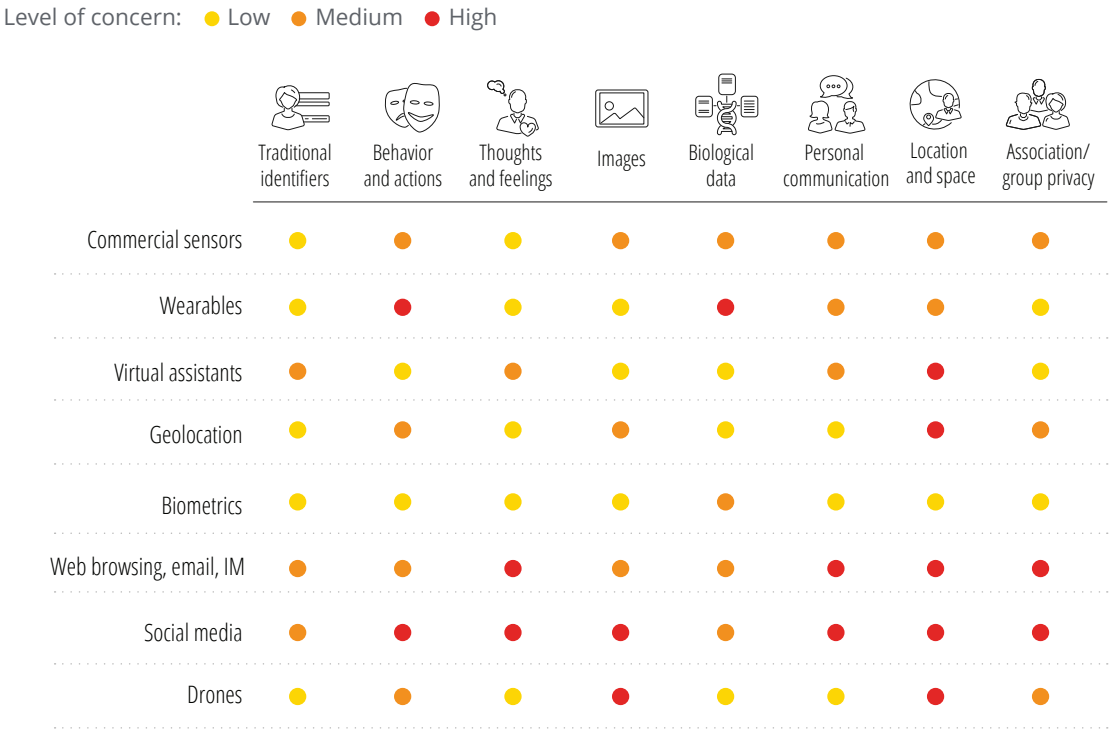 Level of concern: Low Medium High
Traditional identifiers
Behavior and actions
Thoughts and feelings
Images
Biological data
Personal communication
Location and space
Association/ group privacy
Commercial sensors
Wearables
Virtual assistants
Geolocation
Biometrics
Web browsing, email, IM
Social media
Drones